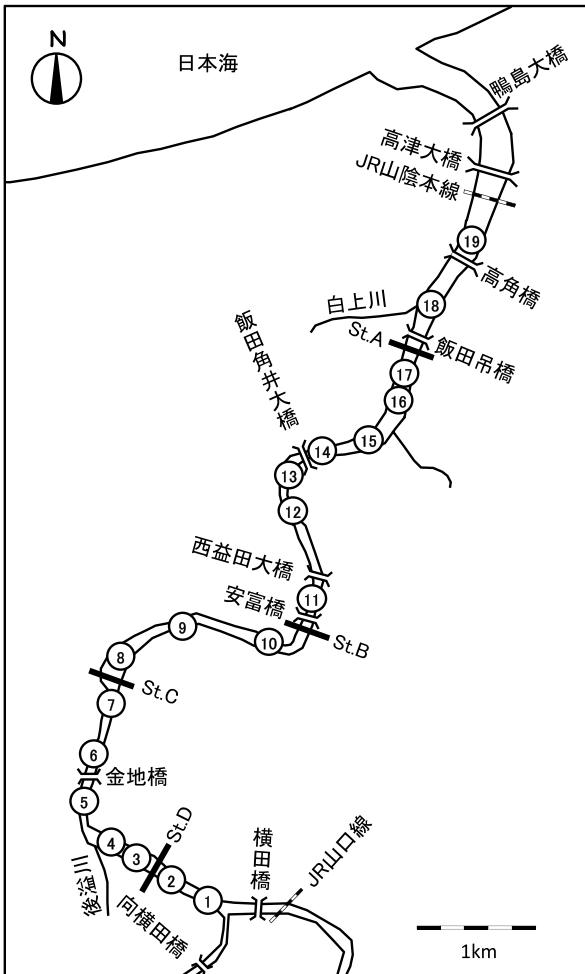 N
日本海
鴨島大橋
高津大橋
JR山陰本線
19
高角橋
18
白上川
St.A
飯田吊橋
飯田角井大橋
17
16
15
14
13
12
西益田大橋
11
安富橋
St.B
10
9
8
St.C
7
6
金地橋
5
4
3
St.D
2
1
横田橋
JR山口線
後溢川
向横田橋
1km